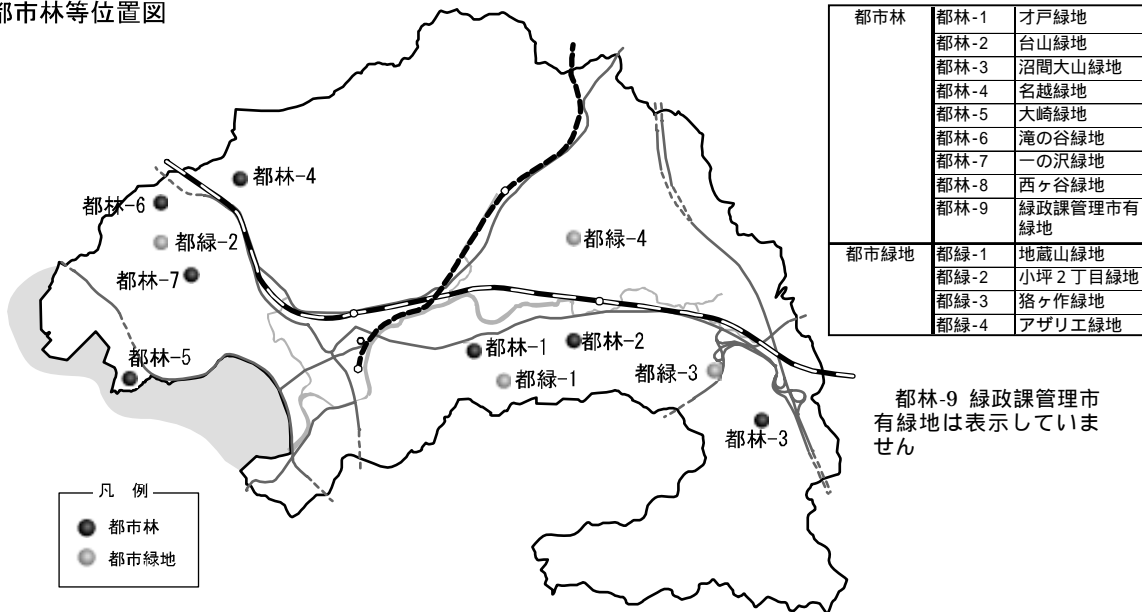 都市林等位置図
都市林 都林-1 才戸緑地
都林-2 台山緑地
都林-3 沼間大山緑地
都林-4 名越緑地
都林-5 大崎緑地
都林-6 滝の谷緑地
都林-7 一の沢緑地
都林-8 西ヶ谷緑地
都林-9 緑政課管理市有
緑地
都市緑地 都緑-1 地蔵山緑地
都緑-2 小坪２丁目緑地
都緑-3 狢ヶ作緑地
都緑-4 アザリエ緑地
都林-4
都林-6
都緑-2
都緑-4
都林-7
都林-5
都林-1
都林-2
都緑-1
都緑-3
都林-3
都林-9 緑政課管理市
有緑地は表示していま
せん
凡 例
都市林
都市緑地